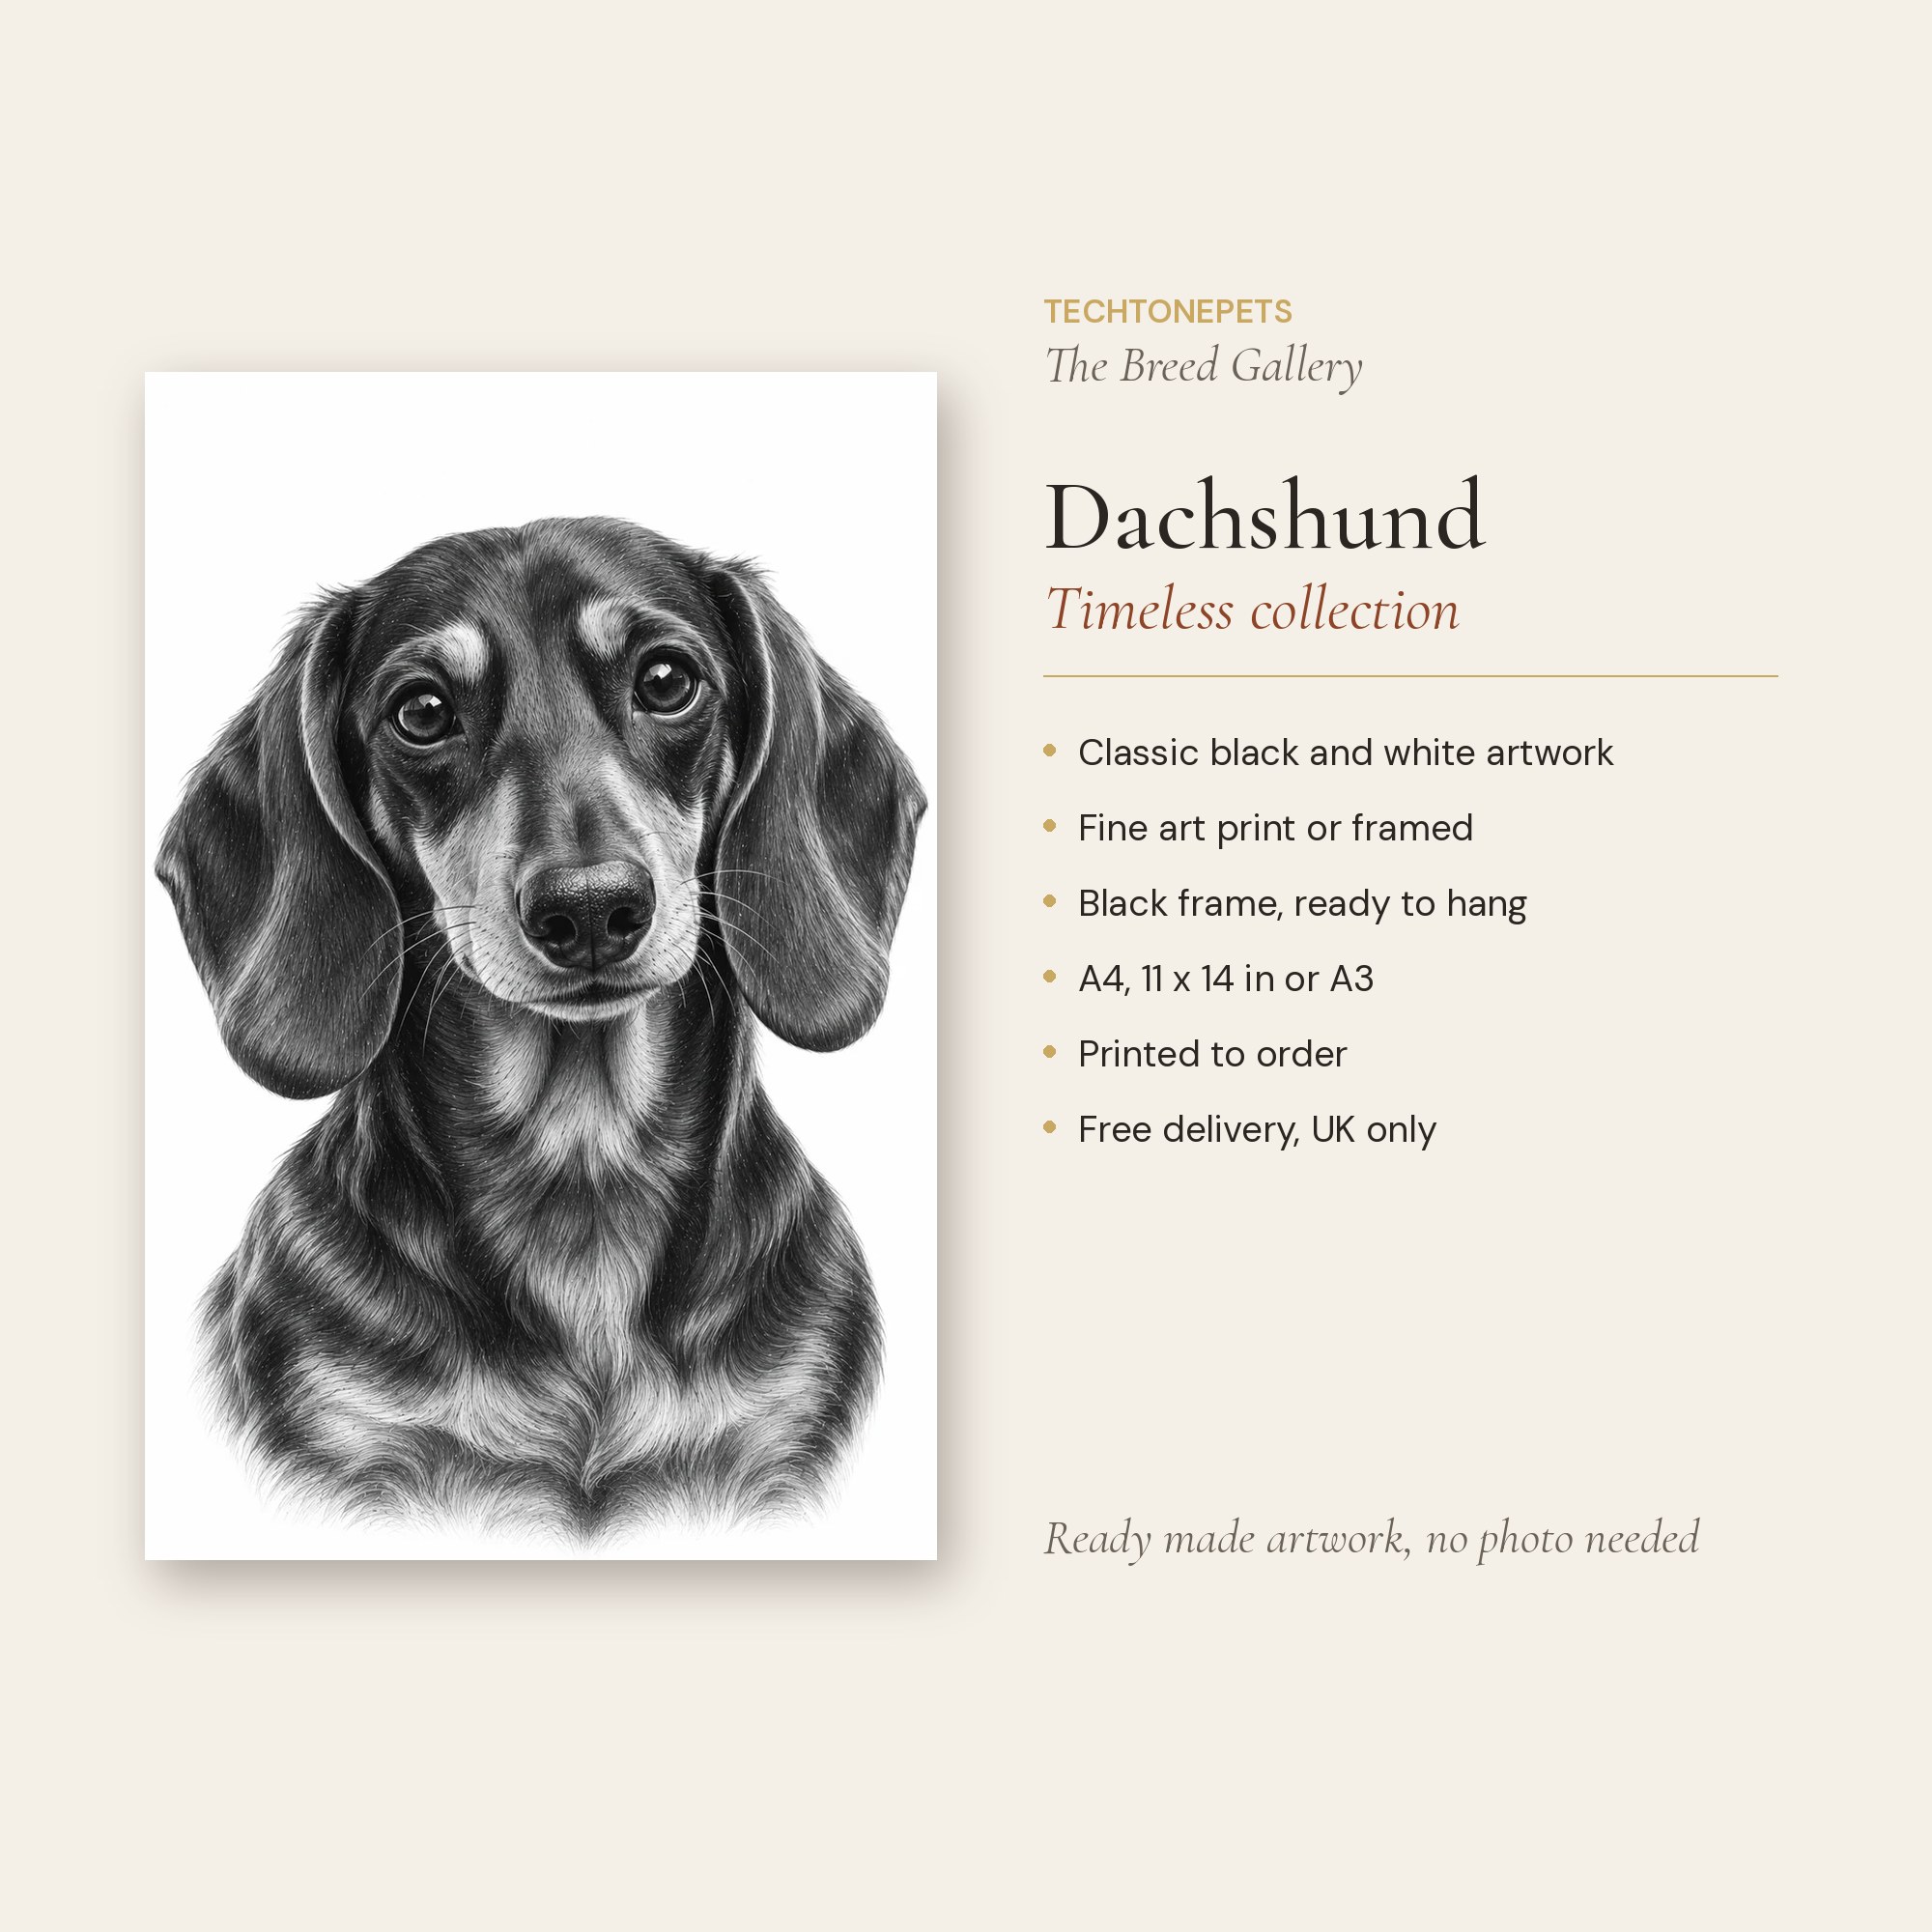 TECHTONEPETS
The Breed Gallery
Dachshund
Timeless collection
Classic black and white artwork
Fine art print or framed
Black frame, ready to hang
A4, 11 x 14 in or A3
Printed to order
Free delivery, UK only
Ready made artwork, no photo needed